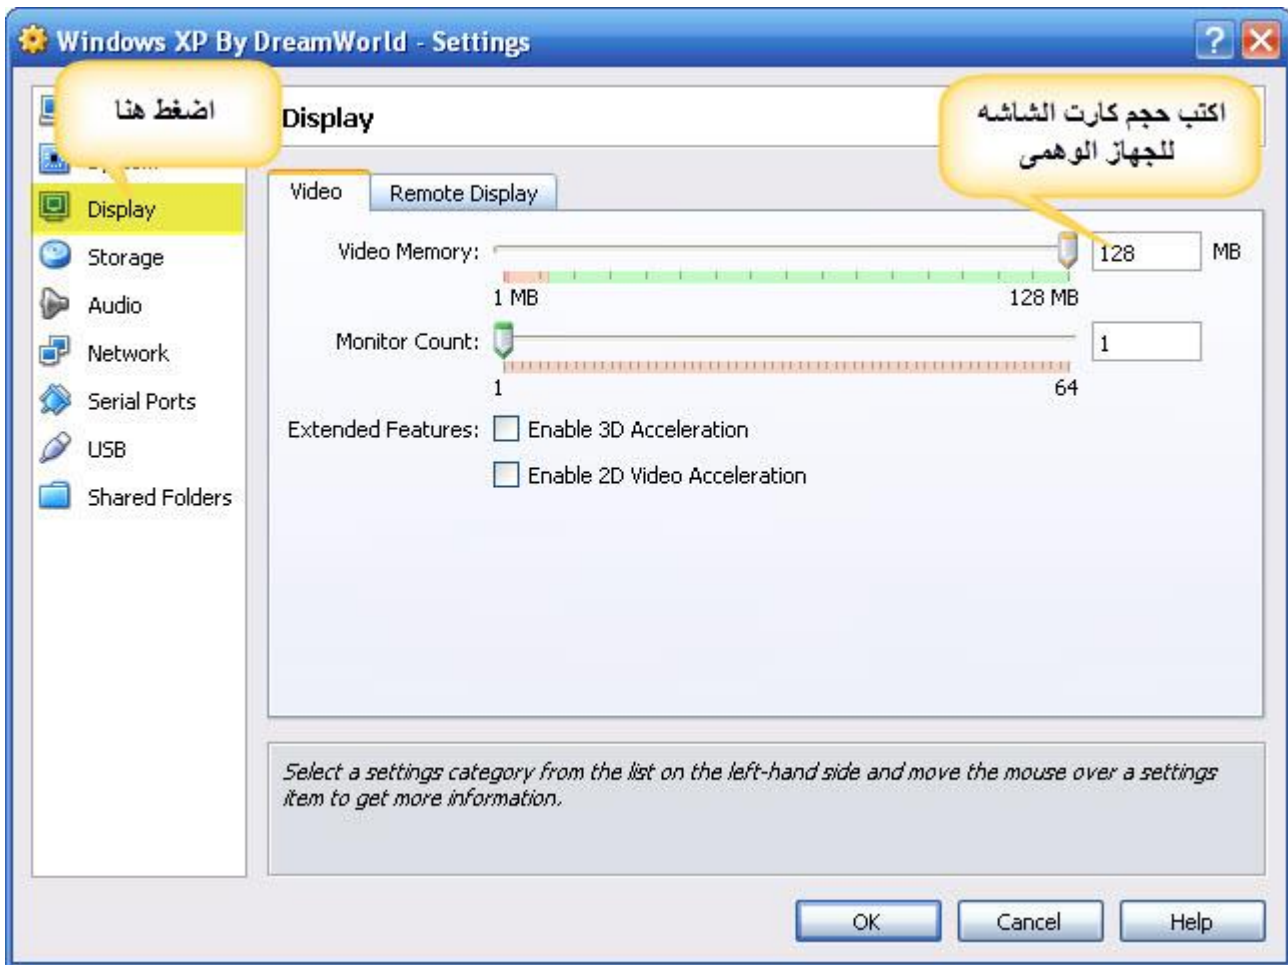 Windows XP By DreamWorld - Settings
اضغط هنا
Display
اكتب حجم كارت الشاشه
للجهاز الوهمى
Display
Storage
Audio
Network
Serial Ports
USB
Shared Folders
Video
Remote Display
Video Memory:
128
MB
1 MB
128 MB
Monitor Count:
1
1
64
Extended Features:
Enable 3D Acceleration
Enable 2D Video Acceleration
Select a settings category from the list on the left-hand side and move the mouse over a settings
item to get more information.
OK
Cancel
Help